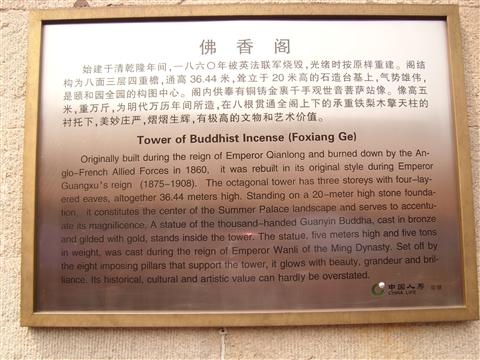 佛香阁
始建于清乾隆年间，一八六〇年被英法联军烧毁，光绪时按原样重建。阁结
构为八面三层四重檐，通高 36.44 米，耸立于 20 米高的石造台基上，气势雄伟，
是颐和园全园的构图中心。阁内供奉有铜铸金裹千手观世音菩萨站像。像高五
米，重万斤，为明代万历年间所造，在八根贯通全阁上下的承重铁梨木擎天柱的
衬托下，美妙庄严，熠熠生辉，有极高的文物和艺术价值。
Tower of Buddhist Incense (Foxiang Ge)
Originally built during the reign of Emperor Qianlong and burned down by the An-
glo-French Allied Forces in 1860, it was rebuilt in its original style during Emperor
Guangxu's reign (1875-1908). The octagonal tower has three storeys with four-lay-
ered eaves, altogether 36.44 meters high. Standing on a 20-meter high stone founda-
tion, it constitutes the center of the Summer Palace landscape and serves to accentu-
ate its magnificence. A statue of the thousand-handed Guanyin Buddha, cast in bronze
and gilded with gold, stands inside the tower. The statue, five meters high and five tons
in weight, was cast during the reign of Emperor Wanli of the Ming Dynasty. Set off by
the eight imposing pillars that support the tower, it glows with beauty, grandeur and bril-
liance. Its historical, cultural and artistic value can hardly be overstated.
中国人寿
CHINA LIFE